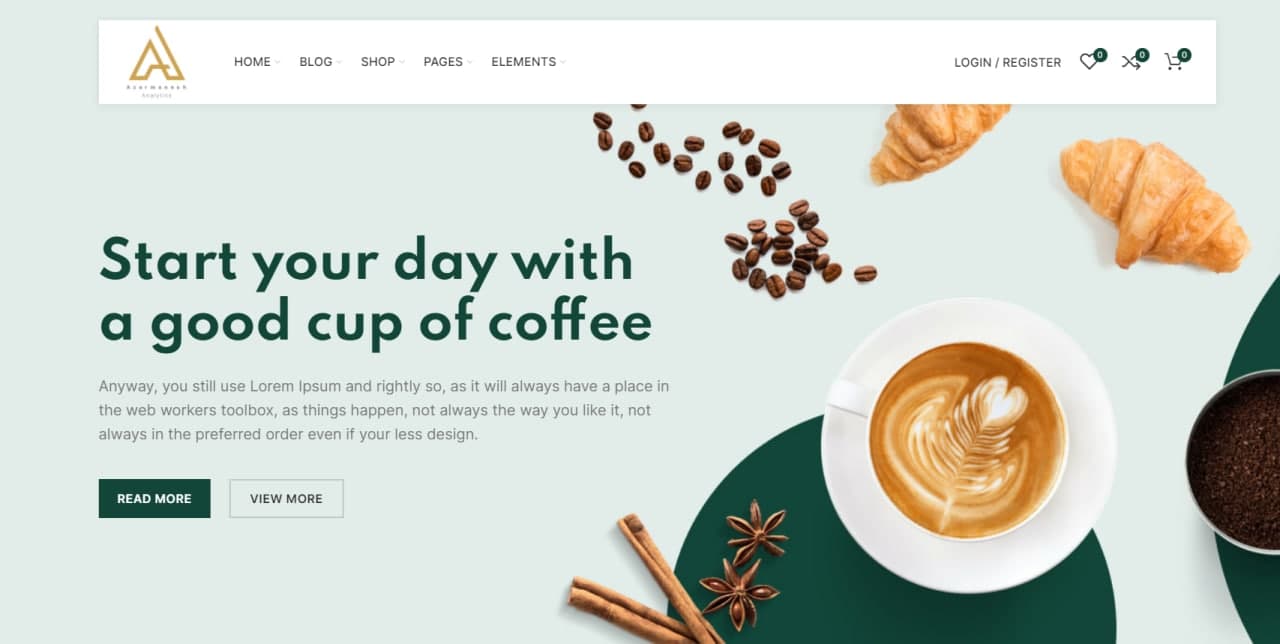 Azarmanesh
Analytics
HOME
BLOG
SHOP
PAGES
ELEMENTS
LOGIN / REGISTER
0
0
0
Start your day with
a good cup of coffee
Anyway, you still use Lorem Ipsum and rightly so, as it will always have a place in
the web workers toolbox, as things happen, not always the way you like it, not
always in the preferred order even if your less design.
READ MORE
VIEW MORE